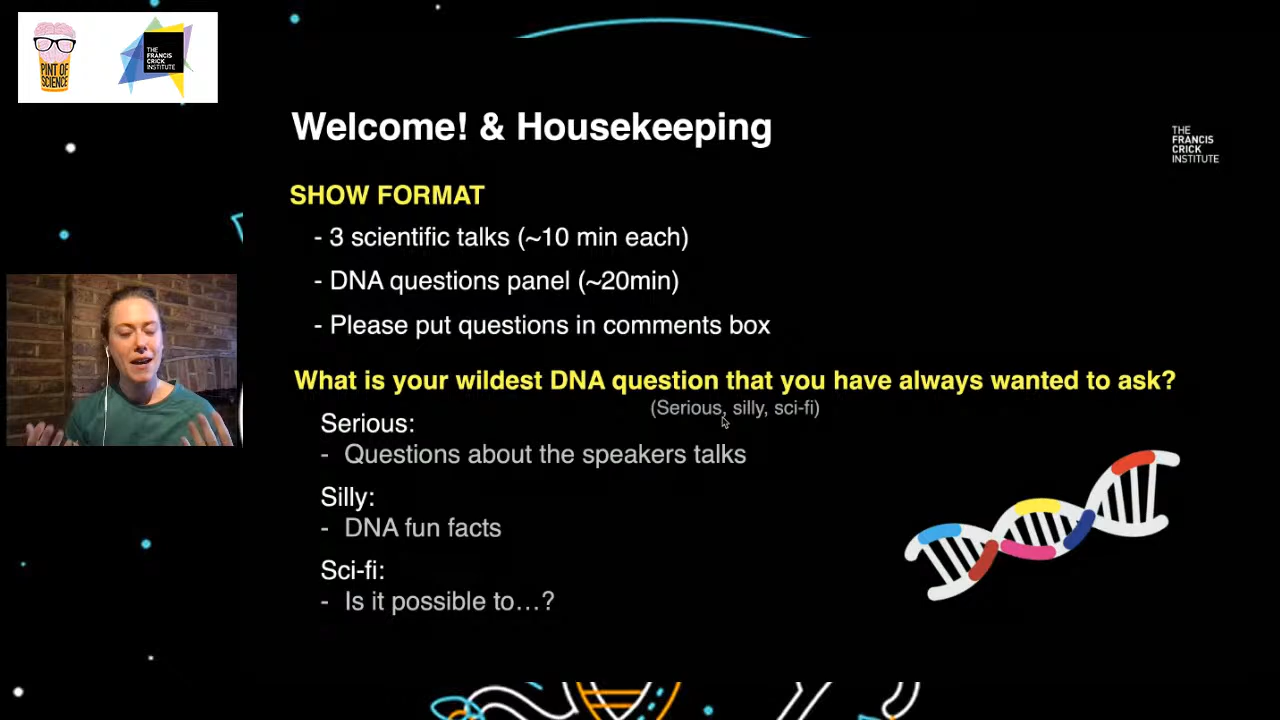 PINT OF
SCIENCE
THE
FRANCIS
CRICK
INSTITUTE
Welcome! & Housekeeping
THE
FRANCIS
CRICK
INSTITUTE
SHOW FORMAT
- 3 scientific talks (~10 min each)
- DNA questions panel (~20min)
- Please put questions in comments box
What is your wildest DNA question that you have always wanted to ask?
(Serious, silly, sci-fi)
Serious:
- Questions about the speakers talks
Silly:
- DNA fun facts
Sci-fi:
- Is it possible to…?